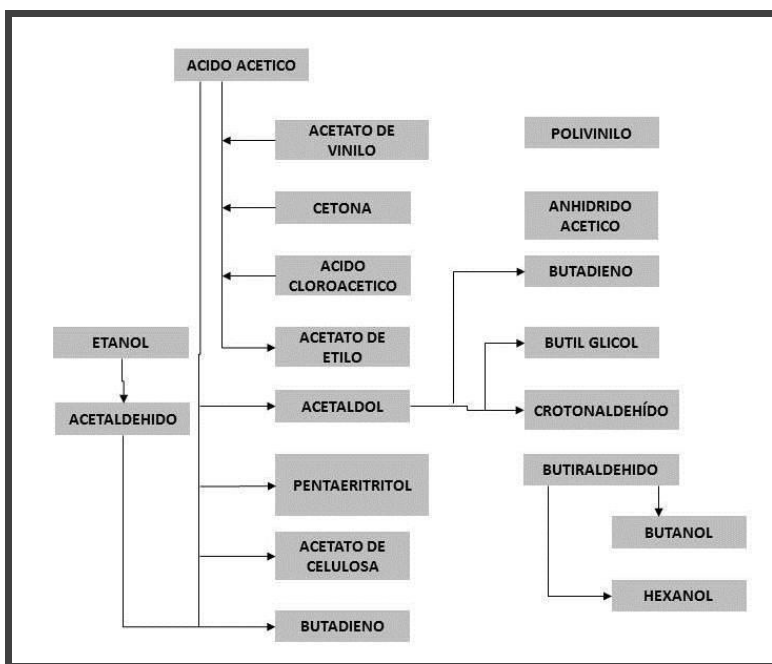 ACIDO ACETICO
ACETATO DE
VINILO
POLIVINILO
CETONA
ANHIDRIDO
ACETICO
ACIDO
CLOROACETICO
BUTADIENO
ETANOL
ACETATO DE
ETILO
BUTIL GLICOL
ACETALDEHIDO
ACETALDOL
CROTONALDEHÍDO
PENTAERITRITOL
BUTIRALDEHIDO
ACETATO DE
CELULOSA
BUTANOL
BUTADIENO
HEXANOL